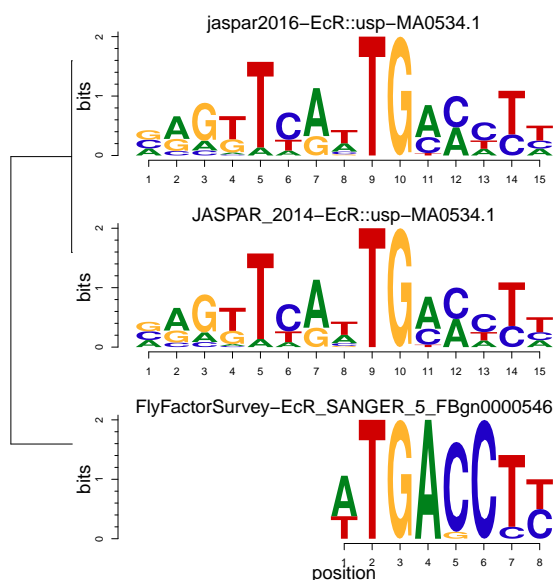 jaspar2016-EcR::usp-MA0534.1
bits
0 1 2
1 2 3 4 5 6 7 8 9 10 11 12 13 14 15
JASPAR_2014-EcR::usp-MA0534.1
bits
0 1 2
1 2 3 4 5 6 7 8 9 10 11 12 13 14 15
FlyFactorSurvey-EcR_SANGER_5_FBgn0000546
bits
0 1 2
ATGACCTT
1 2 3 4 5 6 7 8
position